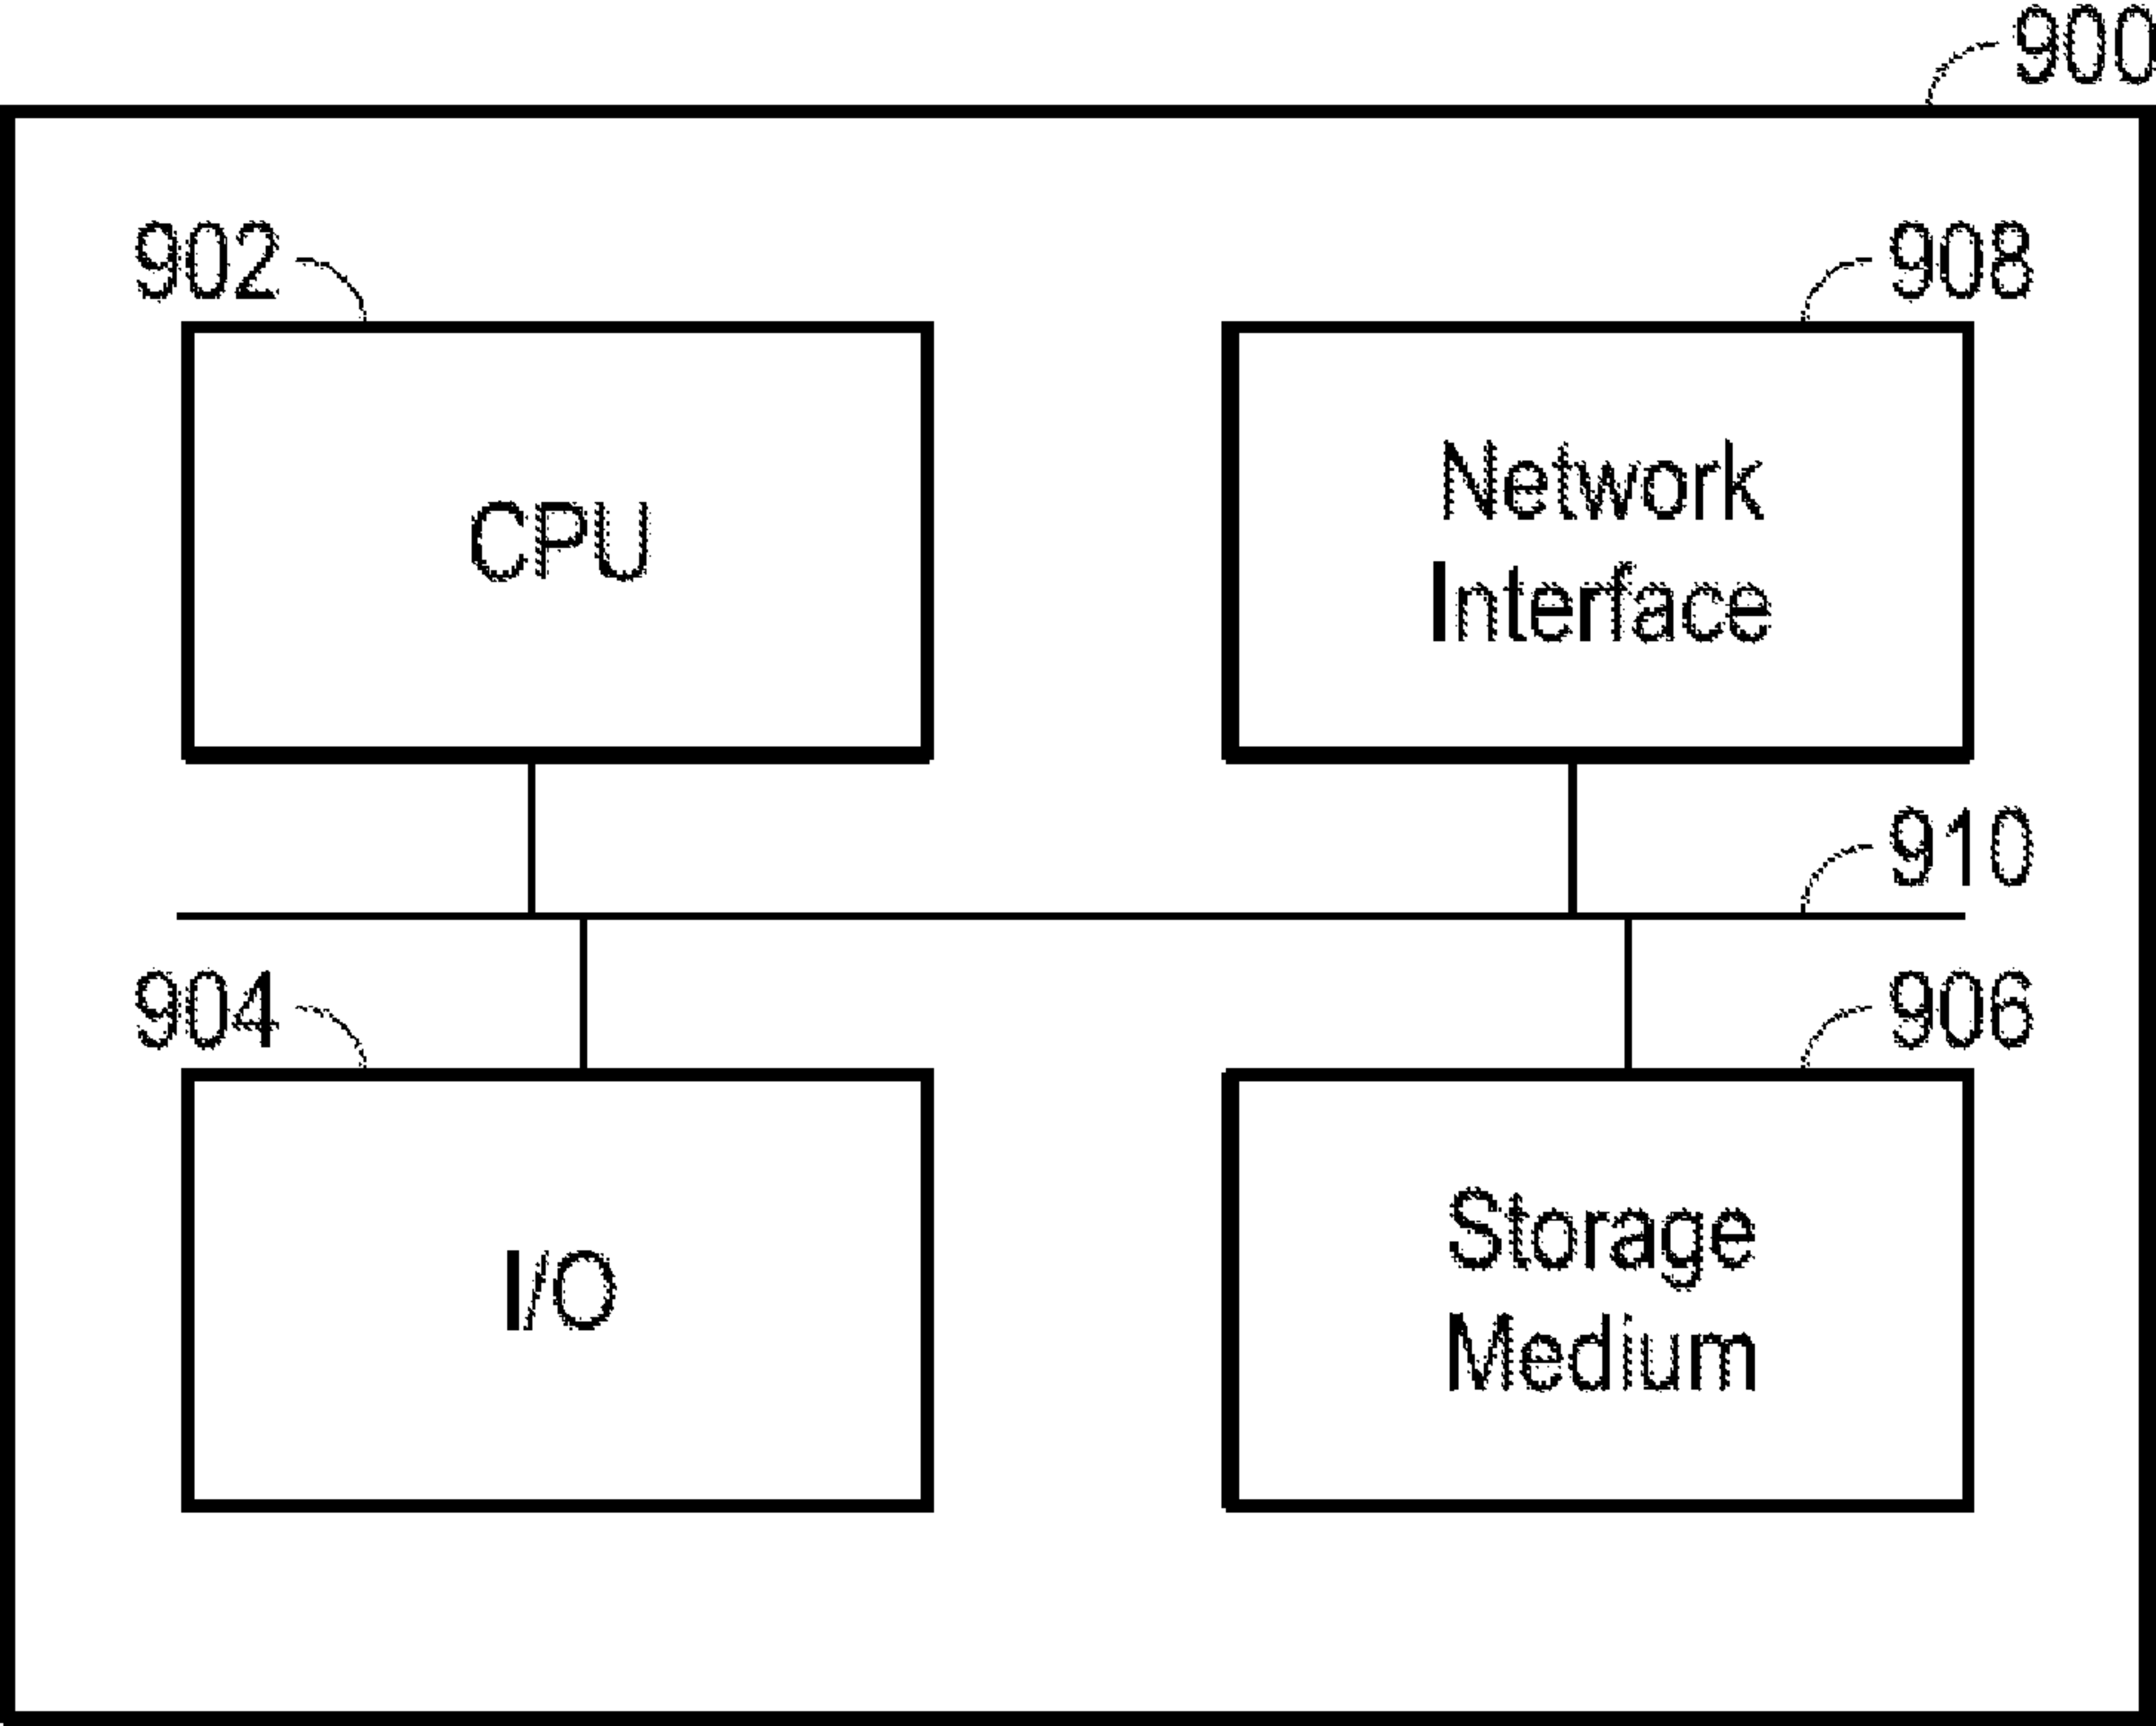 900
902
908
CPU
Network
Interface
910
904
906
I/O
Storage
Medium